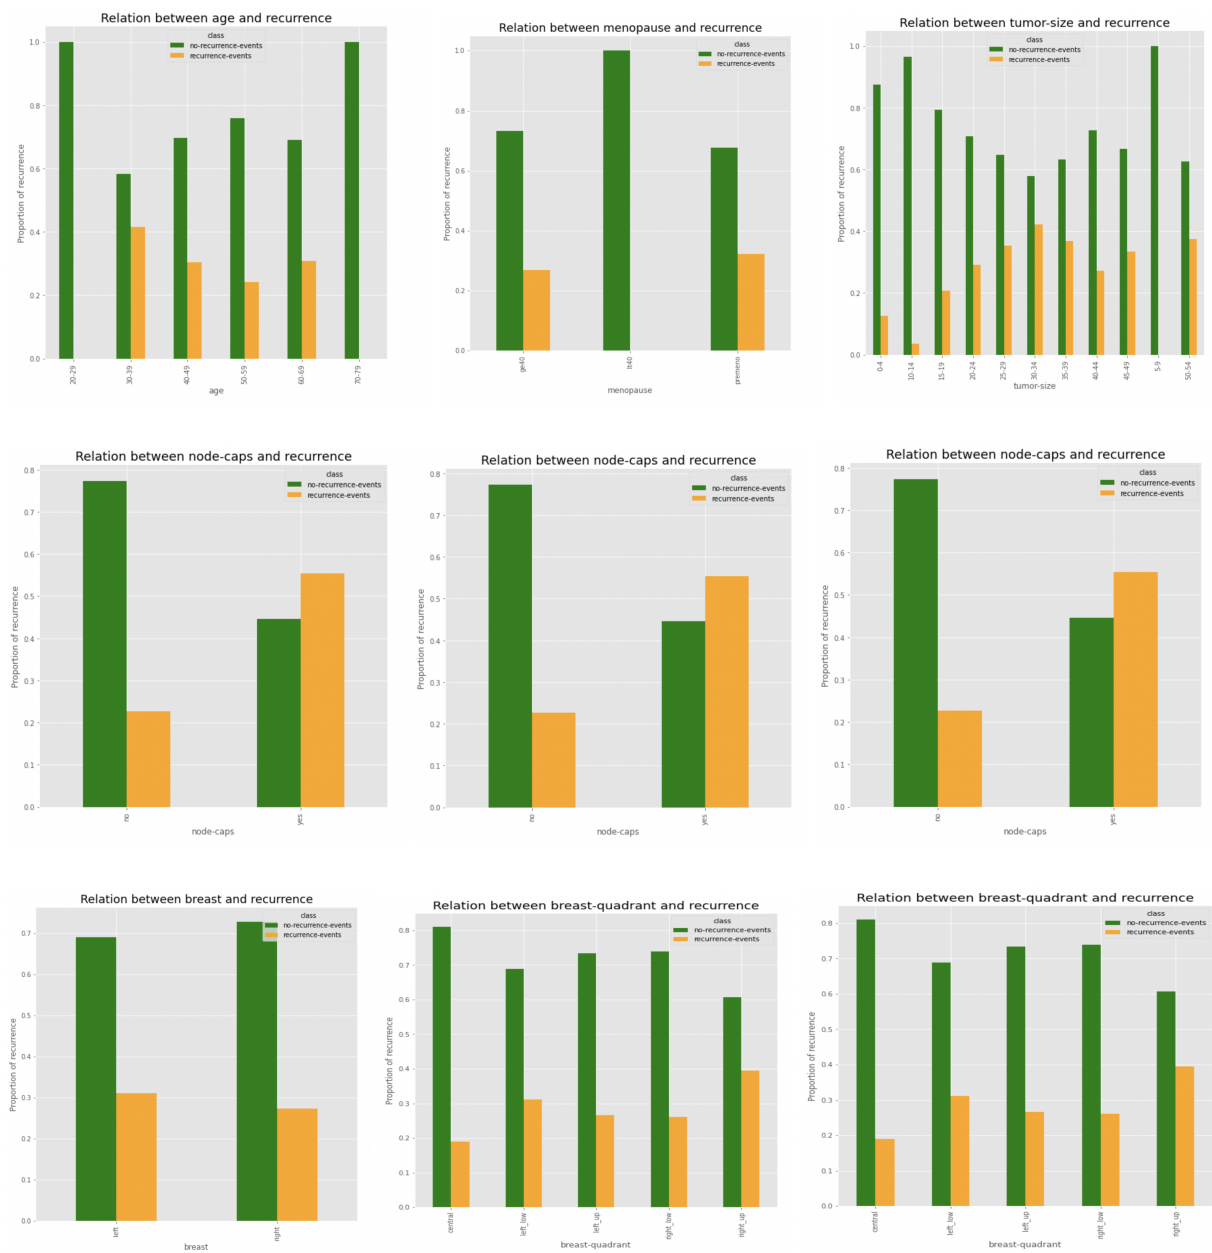 Relation between age and recurrence
class
no-recurrence-events
recurrence-events
1.0
0.8
0.6
0.4
0.2
0.0
Proportion of recurrence
20-29
30-39
40-49
50-59
60-69
70-79
age
Relation between menopause and recurrence
class
no-recurrence-events
recurrence-events
1.0
0.8
0.6
0.4
0.2
0.0
Proportion of recurrence
ge40
lt40
premeno
menopause
Relation between tumor-size and recurrence
class
no-recurrence-events
recurrence-events
1.0
0.8
0.6
0.4
0.2
0.0
Proportion of recurrence
0-4
10-14
15-19
20-24
25-29
30-34
35-39
40-44
45-49
5-9
50-54
tumor-size
Relation between node-caps and recurrence
class
no-recurrence-events
recurrence-events
0.8
0.7
0.6
0.5
0.4
0.3
0.2
0.1
0.0
Proportion of recurrence
no
yes
node-caps
Relation between node-caps and recurrence
class
no-recurrence-events
recurrence-events
0.8
0.7
0.6
0.5
0.4
0.3
0.2
0.1
0.0
Proportion of recurrence
no
yes
node-caps
Relation between node-caps and recurrence
class
no-recurrence-events
recurrence-events
0.8
0.7
0.6
0.5
0.4
0.3
0.2
0.1
0.0
Proportion of recurrence
no
yes
node-caps
Relation between breast and recurrence
class
no-recurrence-events
recurrence-events
0.7
0.6
0.5
0.4
0.3
0.2
0.1
0.0
Proportion of recurrence
left
right
breast
Relation between breast-quadrant and recurrence
class
no-recurrence-events
recurrence-events
0.8
0.7
0.6
0.5
0.4
0.3
0.2
0.1
0.0
Proportion of recurrence
central
left_low
left_up
right_low
right_up
breast-quadrant
Relation between breast-quadrant and recurrence
class
no-recurrence-events
recurrence-events
0.8
0.7
0.6
0.5
0.4
0.3
0.2
0.1
0.0
Proportion of recurrence
central
left_low
left_up
right_low
right_up
breast-quadrant